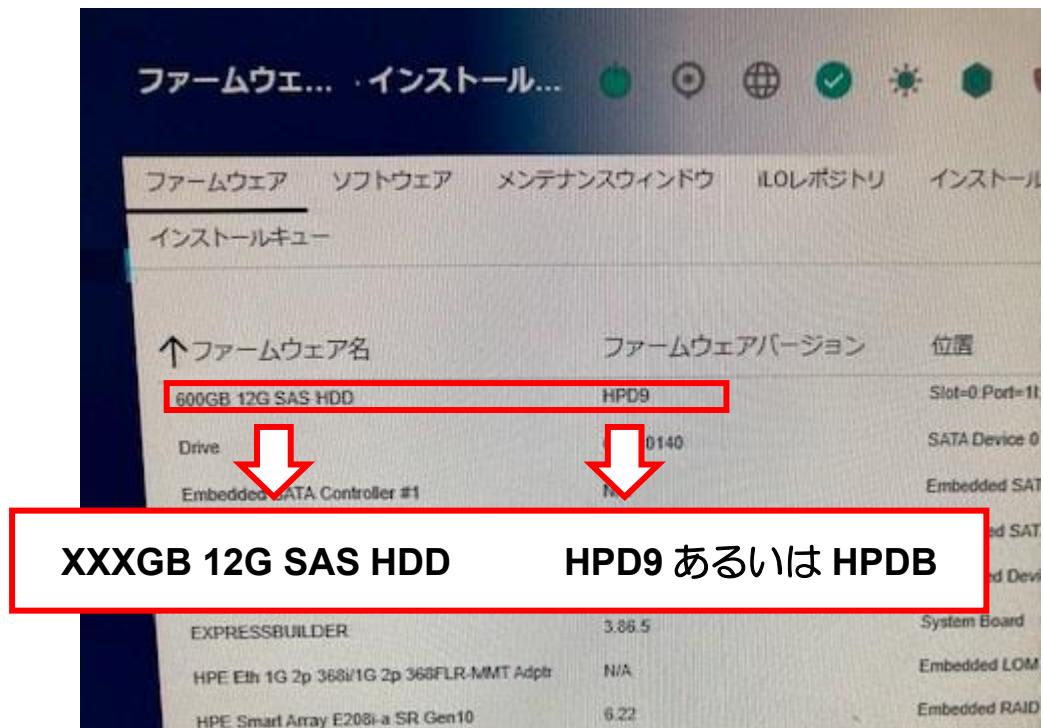 ファームウェ... インストール...
ファームウェア ソフトウェア メンテナンスウィンドウ iLOレポジトリ インストール
インストールキュー
↑ファームウェア名 ファームウェアバージョン 位置
600GB 12G SAS HDD HPD9 Slot=0:Port=1I
Drive 0140 SATA Device 0
Embedded SATA Controller #1 N/ Embedded SAT
XXXGB 12G SAS HDD HPD9 あるいは HPDB
ed SAT
d Devi
EXPRESSBUILDER 3.86.5 System Board
HPE Eth 1G 2p 368i/1G 2p 368FLR-MMT Adptr N/A Embedded LOM
HPE Smart Array E208i-a SR Gen10 6.22 Embedded RAID